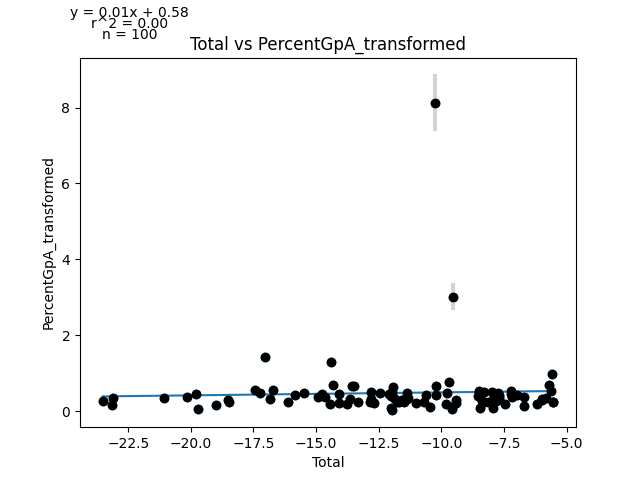 y = 0.01x + 0.58
r^2 = 0.00
n = 100
Total vs PercentGpA_transformed
PercentGpA_transformed
8
6
4
2
0
−22.5 −20.0 −17.5 −15.0 −12.5 −10.0 −7.5 −5.0
Total